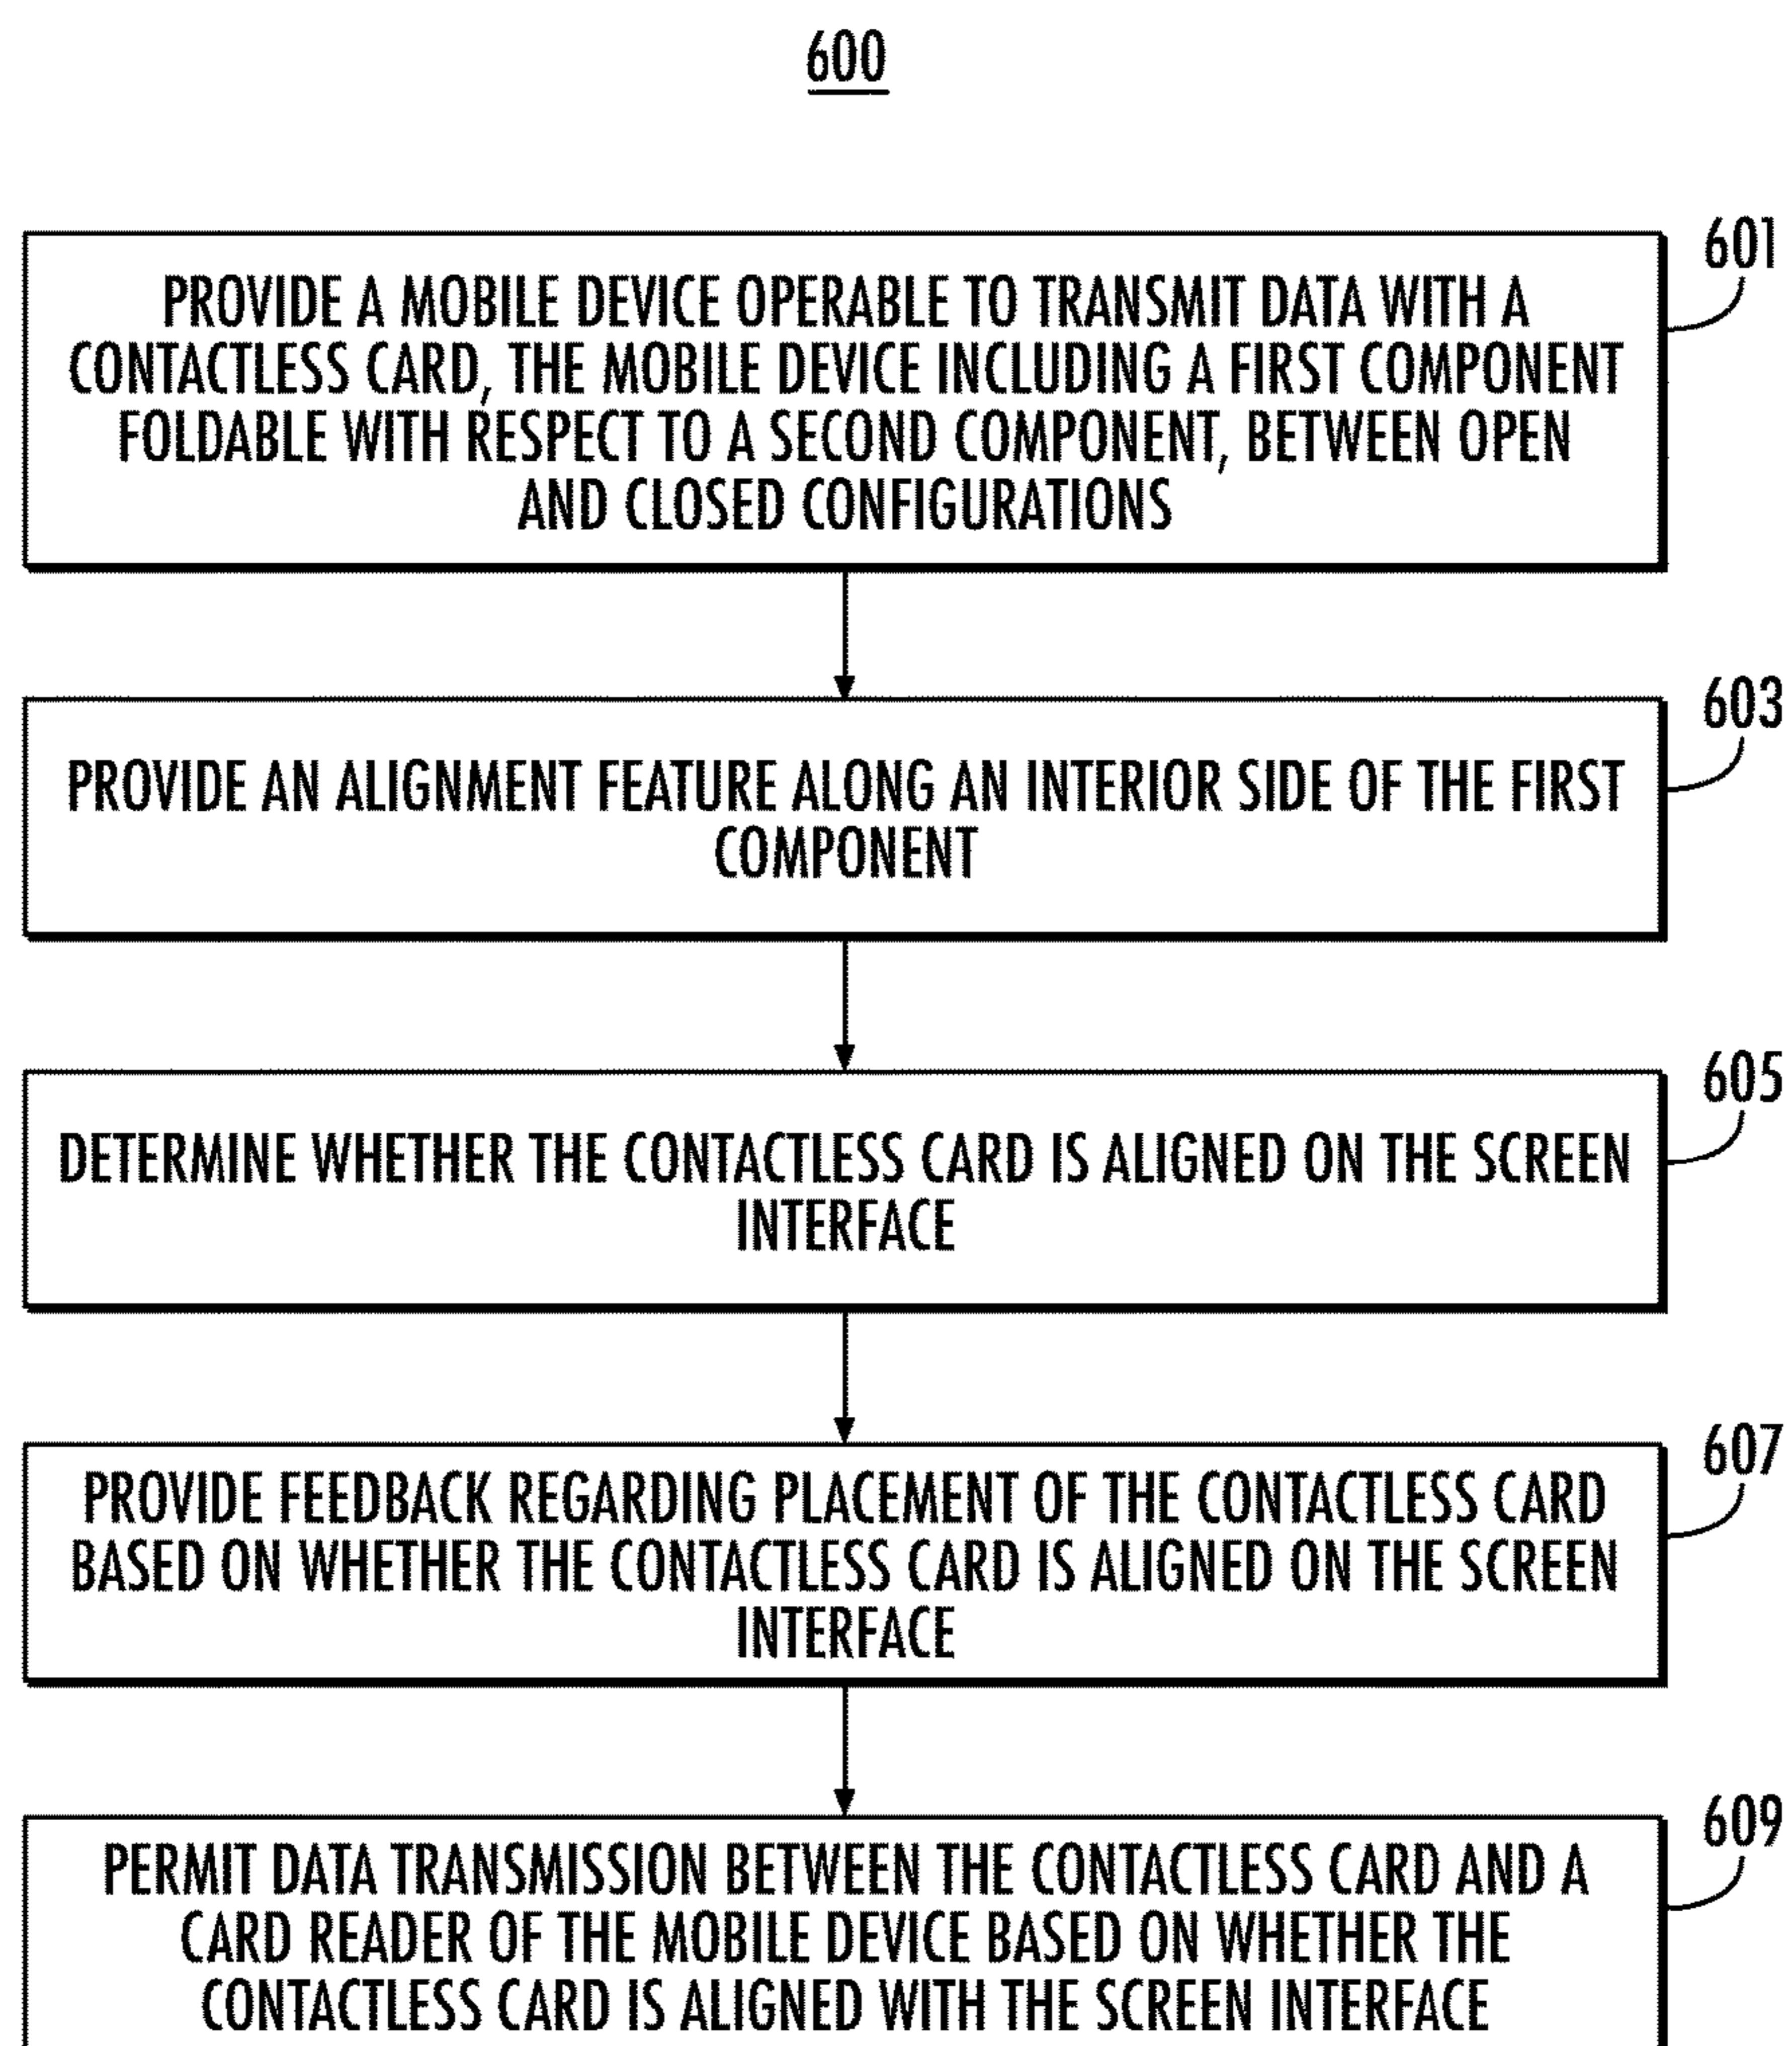 600
601
PROVIDE A MOBILE DEVICE OPERABLE TO TRANSMIT DATA WITH A
CONTACTLESS CARD, THE MOBILE DEVICE INCLUDING A FIRST COMPONENT
FOLDABLE WITH RESPECT TO A SECOND COMPONENT, BETWEEN OPEN
AND CLOSED CONFIGURATIONS
603
PROVIDE AN ALIGNMENT FEATURE ALONG AN INTERIOR SIDE OF THE FIRST
COMPONENT
605
DETERMINE WHETHER THE CONTACTLESS CARD IS ALIGNED ON THE SCREEN
INTERFACE
607
PROVIDE FEEDBACK REGARDING PLACEMENT OF THE CONTACTLESS CARD
BASED ON WHETHER THE CONTACTLESS CARD IS ALIGNED ON THE SCREEN
INTERFACE
609
PERMIT DATA TRANSMISSION BETWEEN THE CONTACTLESS CARD AND A
CARD READER OF THE MOBILE DEVICE BASED ON WHETHER THE
CONTACTLESS CARD IS ALIGNED WITH THE SCREEN INTERFACE